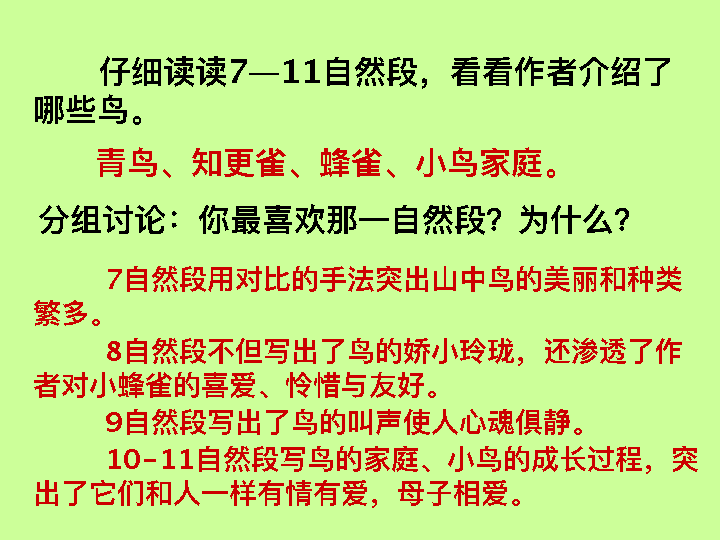 仔细读读7—11自然段，看看作者介绍了
哪些鸟。
青鸟、知更雀、蜂雀、小鸟家庭。
分组讨论：你最喜欢那一自然段？为什么？
7自然段用对比的手法突出山中鸟的美丽和种类
繁多。
8自然段不但写出了鸟的娇小玲珑，还渗透了作
者对小蜂雀的喜爱、怜惜与友好。
9自然段写出了鸟的叫声使人心魂俱静。
10-11自然段写鸟的家庭、小鸟的成长过程，突
出了它们和人一样有情有爱，母子相爱。